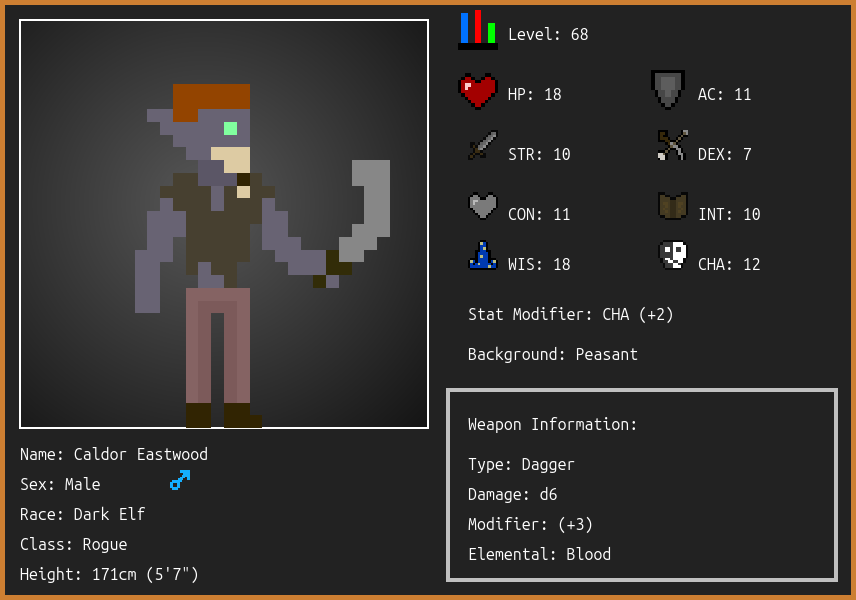 Level: 68
HP: 18
AC: 11
STR: 10
DEX: 7
CON: 11
INT: 10
WIS: 18
CHA: 12
Stat Modifier: CHA (+2)
Background: Peasant
Weapon Information:
Type: Dagger
Damage: d6
Modifier: (+3)
Elemental: Blood
Name: Caldor Eastwood
Sex: Male
Race: Dark Elf
Class: Rogue
Height: 171cm (5'7")